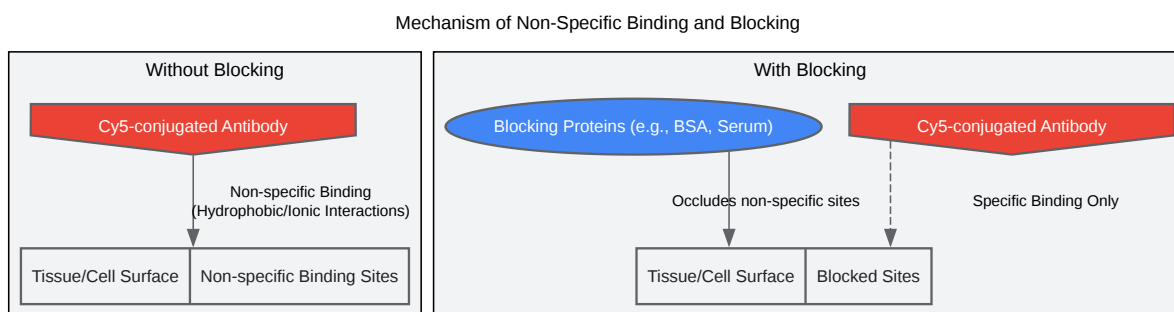 Mechanism of Non-Specific Binding and Blocking
Without Blocking
Cy5-conjugated Antibody
Non-specific Binding
(Hydrophobic/Ionic Interactions)
Tissue/Cell Surface
Non-specific Binding Sites
With Blocking
Blocking Proteins (e.g., BSA, Serum)
Cy5-conjugated Antibody
Occludes non-specific sites
Specific Binding Only
Tissue/Cell Surface
Blocked Sites